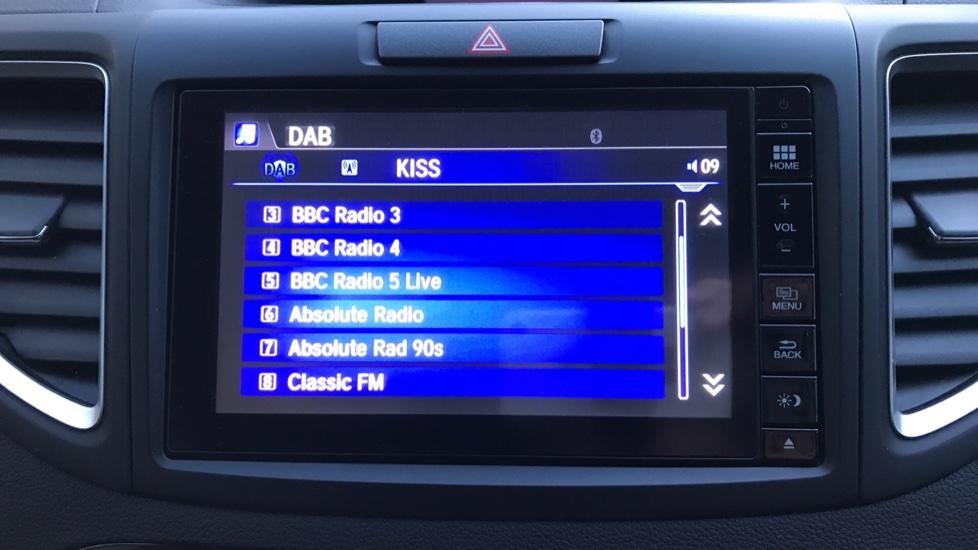 DAB
DAB KISS 09
3 BBC Radio 3
4 BBC Radio 4
5 BBC Radio 5 Live
6 Absolute Radio
7 Absolute Rad 90s
8 Classic FM
HOME
+
VOL
MENU
BACK